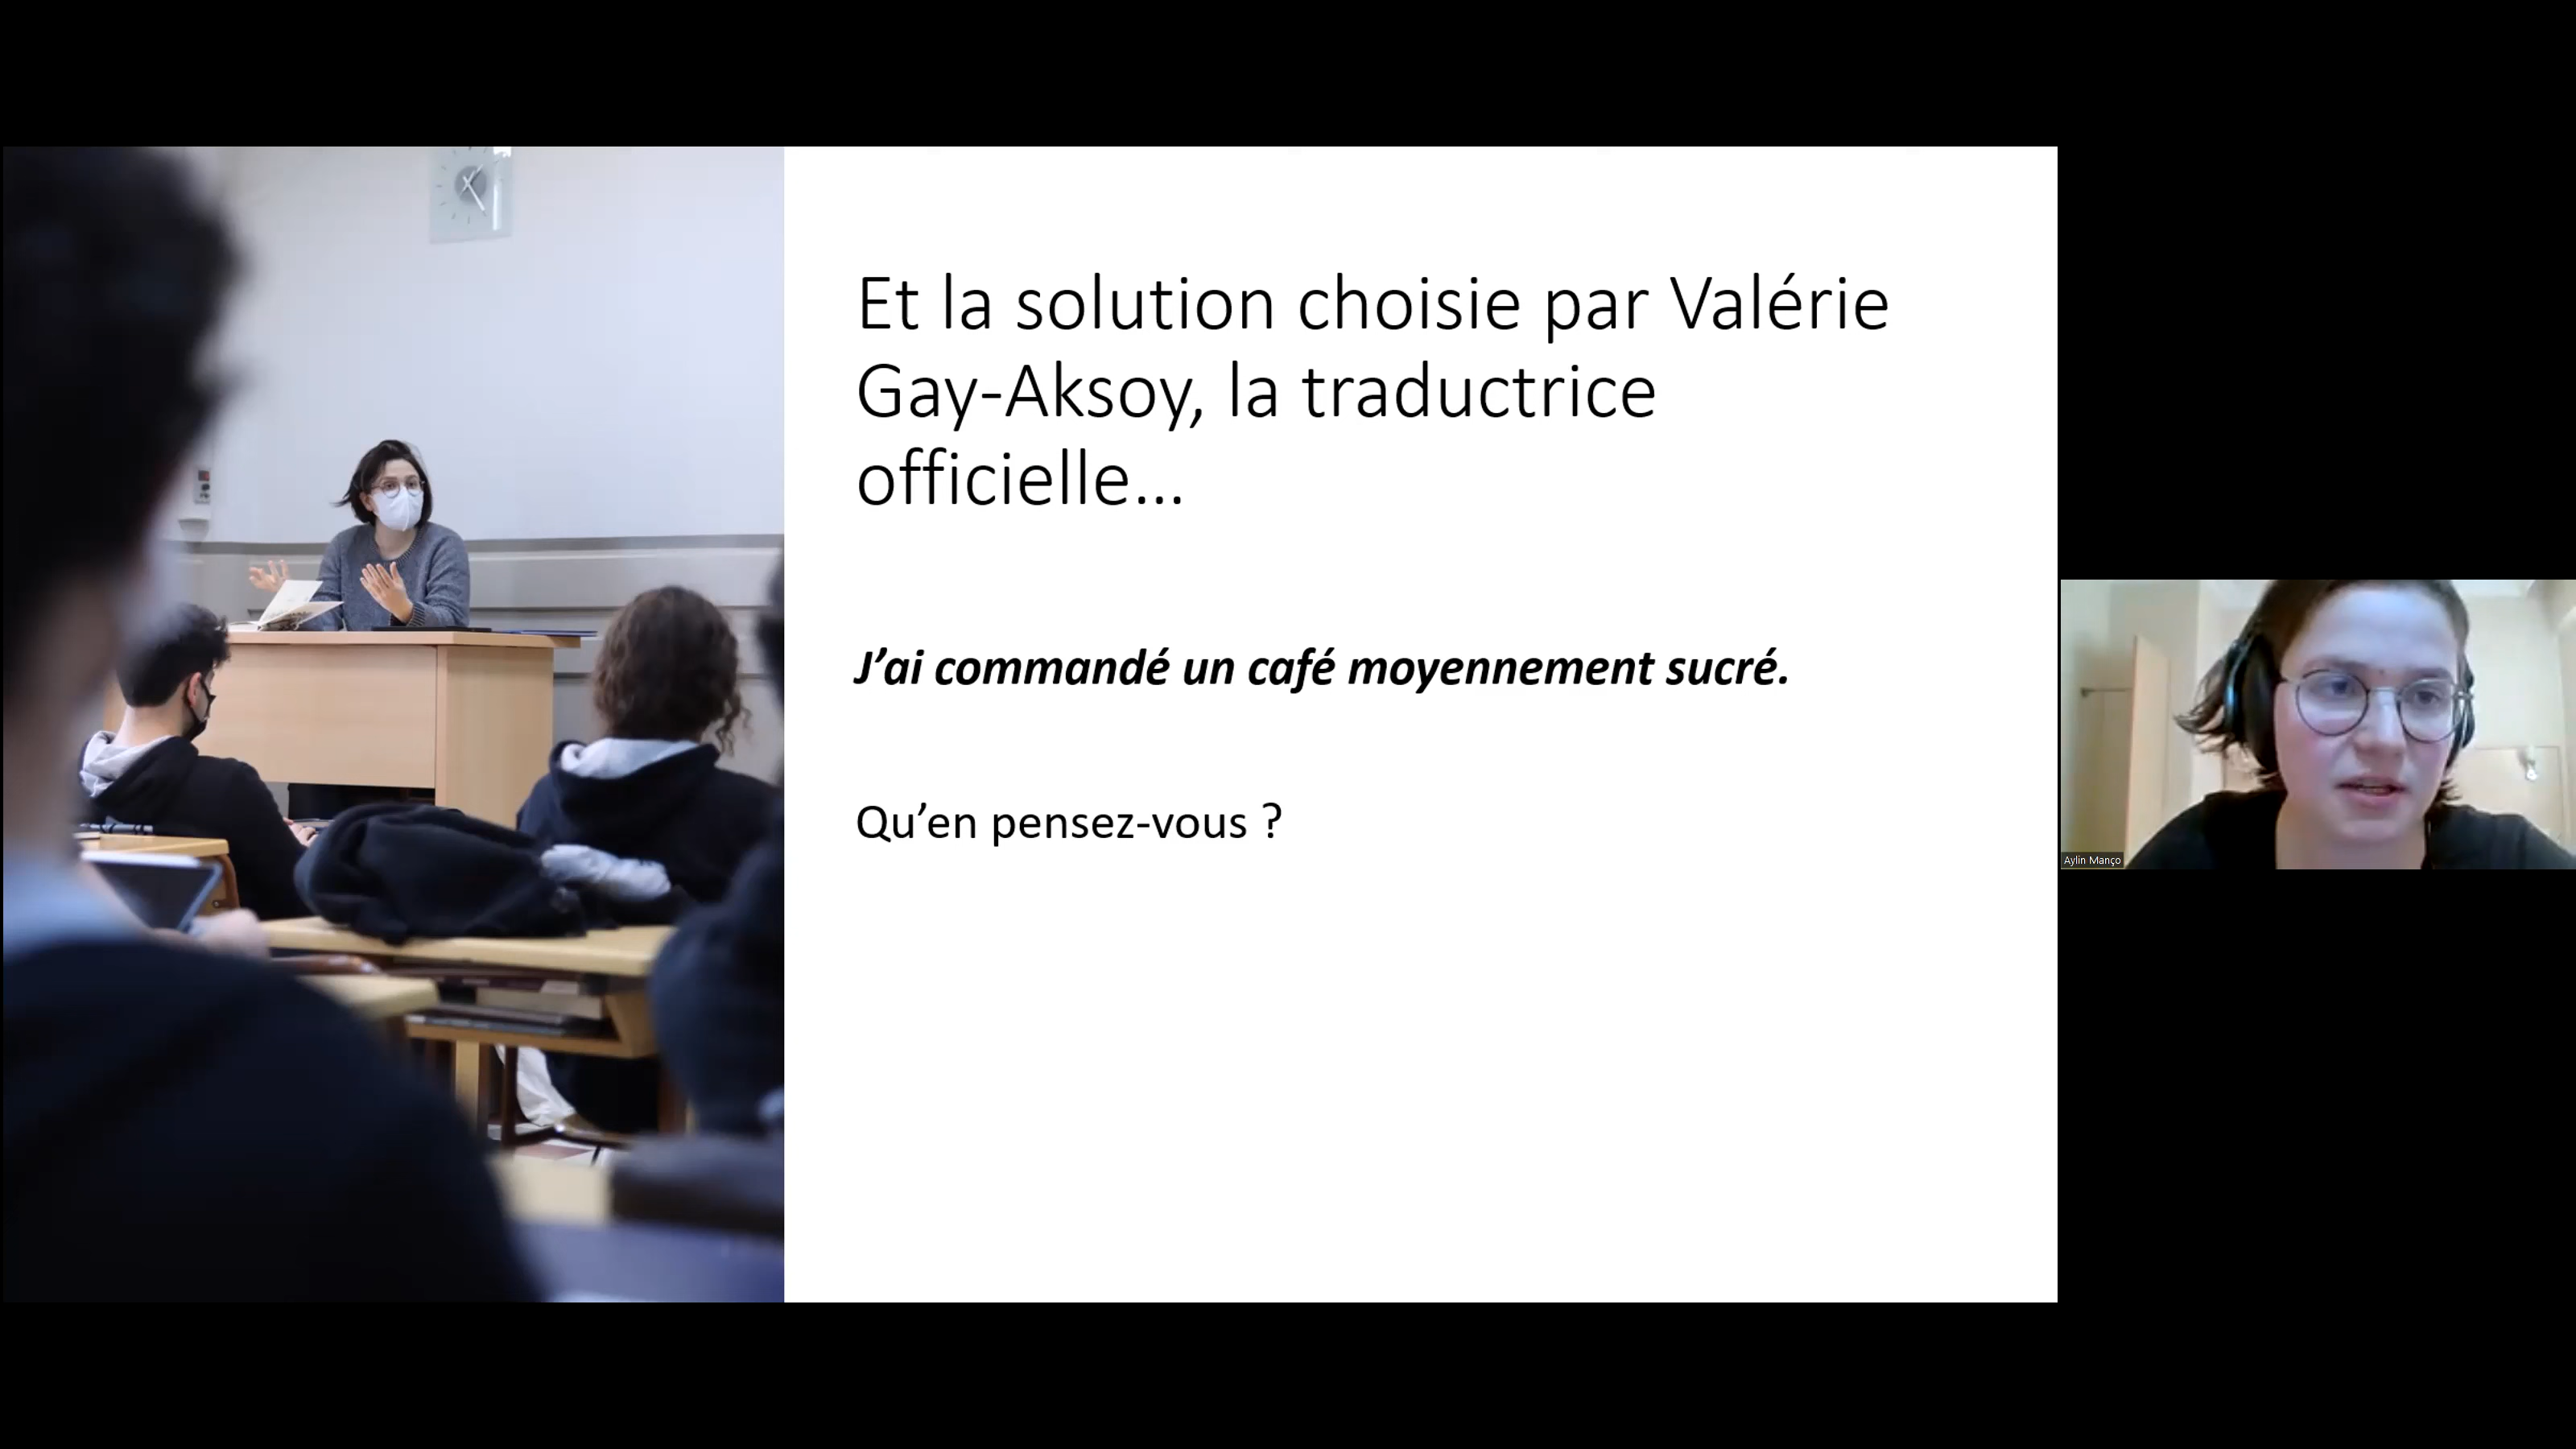 Et la solution choisie par Valérie
Gay-Aksoy, la traductrice
officielle…
J’ai commandé un café moyennement sucré.
Qu’en pensez-vous ?
Aylin Manço